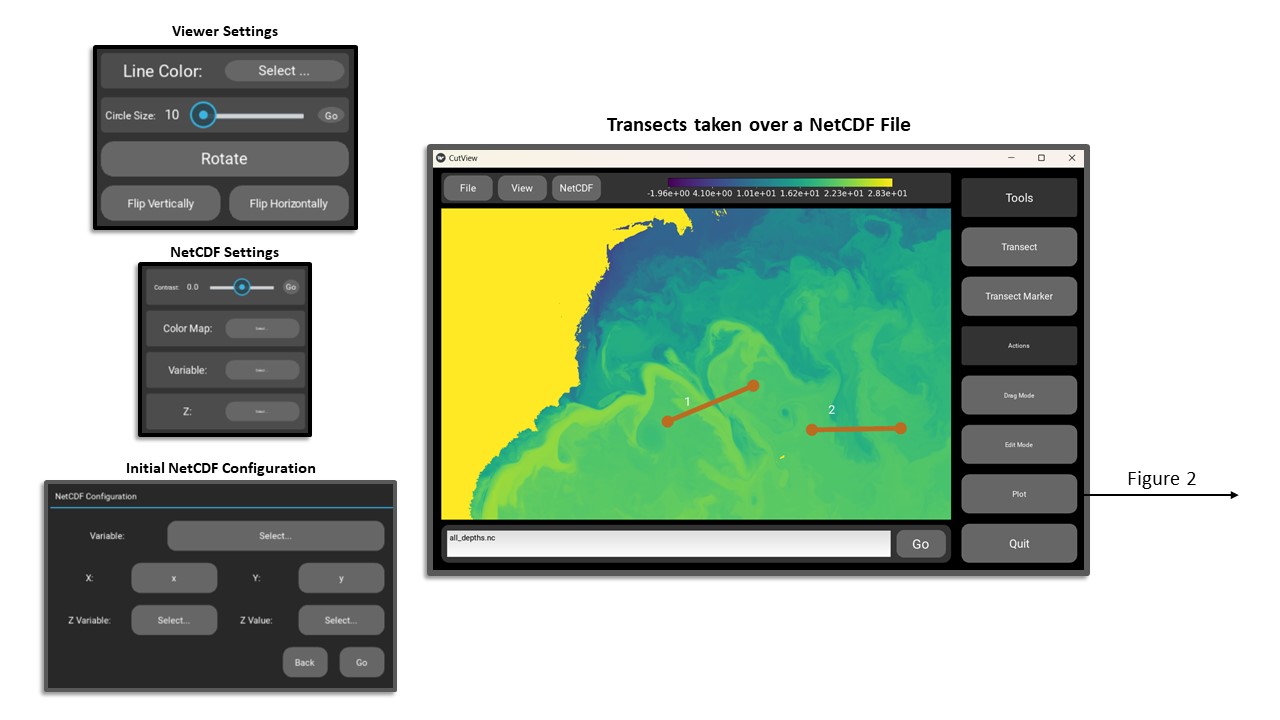 Viewer Settings
Line Color: Select ...
Circle Size: 10 Go
Rotate
Flip Vertically Flip Horizontally
NetCDF Settings
Contrast: 0.0 Go
Color Map: Select...
Variable: Select...
Z: Select...
Initial NetCDF Configuration
NetCDF Configuration
Variable: Select...
X: x Y: y
Z Variable: Select... Z Value: Select...
Back Go
Transects taken over a NetCDF File
CutView
File View NetCDF
-1.96e+00 4.10e+00 1.01e+01 1.62e+01 2.23e+01 2.83e+01
1
2
all_depths.nc
Go
Tools
Transect
Transect Marker
Actions
Drag Mode
Edit Mode
Plot
Quit
Figure 2